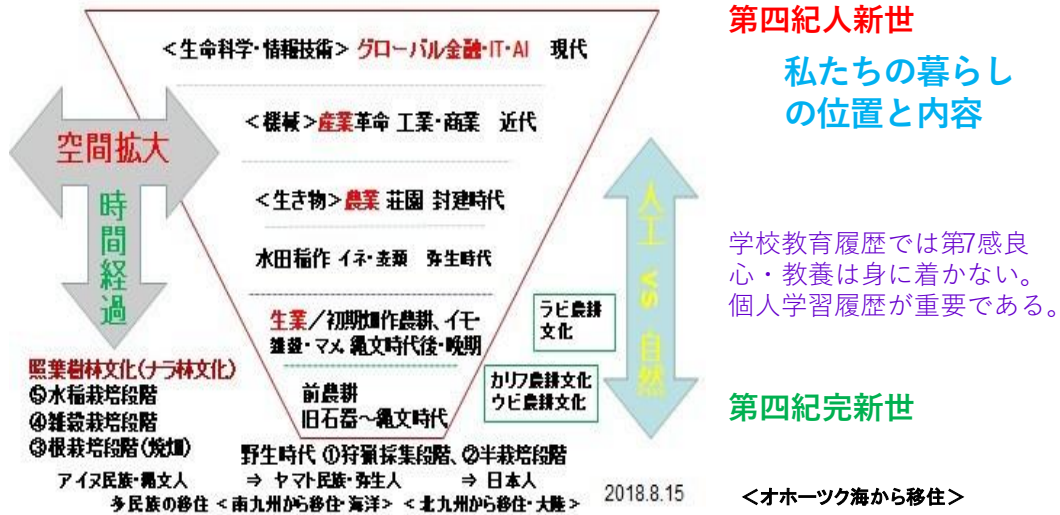 第四紀人新世
私たちの暮らし
の位置と内容
<生命科学・情報技術> グローバル金融・IT・AI 現代
<機械>産業革命 工業・商業 近代
空間拡大
時間経過
<生き物>農業 荘園 封建時代
水田稲作 イネ・麦類 弥生時代
人工 vs 自然
学校教育履歴では第7感良
心・教養は身に着かない。
個人学習履歴が重要である。
生業/初期畑作農耕、イモ・
雑穀・マメ 縄文時代後・晩期
ラビ農耕
文化
照葉樹林文化(ナラ林文化)
⑤水稲栽培段階
④雑穀栽培段階
③根栽培段階(焼畑)
前農耕
旧石器~縄文時代
カリフ農耕文化
ウビ農耕文化
第四紀完新世
野生時代 ①狩猟採集段階、②半栽培段階
アイヌ民族・縄文人 ⇒ ヤマト民族・弥生人 ⇒ 日本人
多民族の移住 <南九州から移住・海洋> <北九州から移住・大陸>
2018.8.15
<オホーツク海から移住>